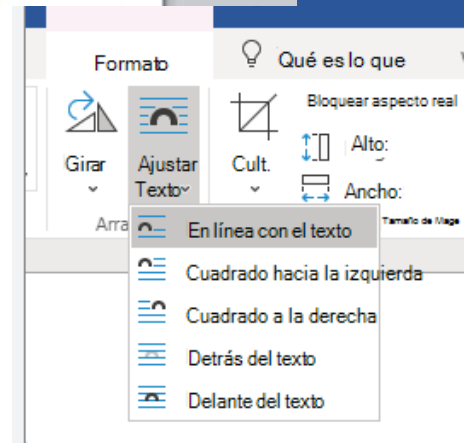 Formato
Qué es lo que
Girar
Ajustar
Texto
Cult.
Bloquear aspecto real
Alto:
Ancho:
Arra
Tamaño de Mage
En línea con el texto
Cuadrado hacia la izquierda
Cuadrado a la derecha
Detrás del texto
Delante del texto